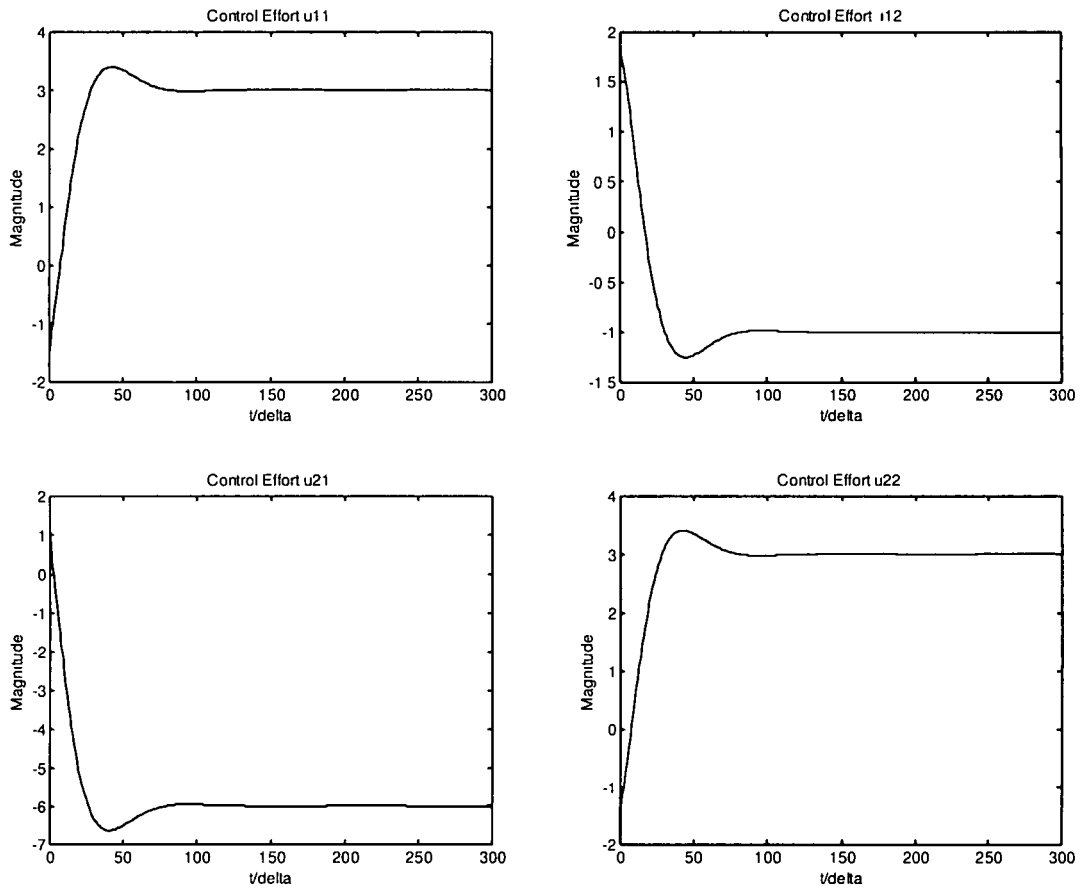 Control Effort u11
4
3
2
1
0
-1
-2
Magnitude
0 50 100 150 200 250 300
t/delta
Control Effort ı12
2
1 5
1
0 5
0
-0 5
-1
-1 5
Magnitude
0 50 100 150 200 250 300
t/delta
Control Effort u21
2
1
0
-1
-2
-3
-4
-5
-6
-7
Magnitude
0 50 100 150 200 250 300
t/delta
Control Effort u22
4
3
2
1
0
-1
-2
Magnitude
0 50 100 150 200 250 300
t/delta